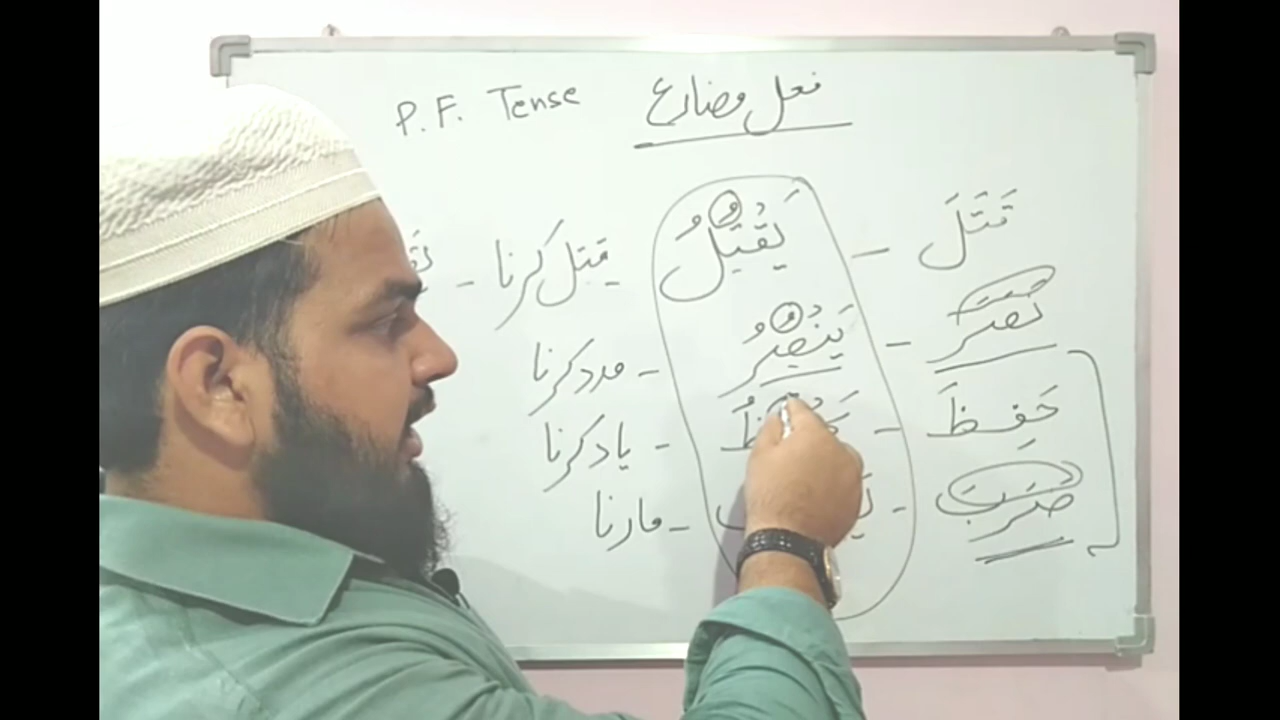 فعل مضارع P. F. Tense
قَتَلَ – يَقْتُلُ – قتل کرنا –
نَصَرَ – يَنْصُرُ – مدد کرنا
حَفِظَ – – یاد کرنا
ضَرَبَ – – مارنا